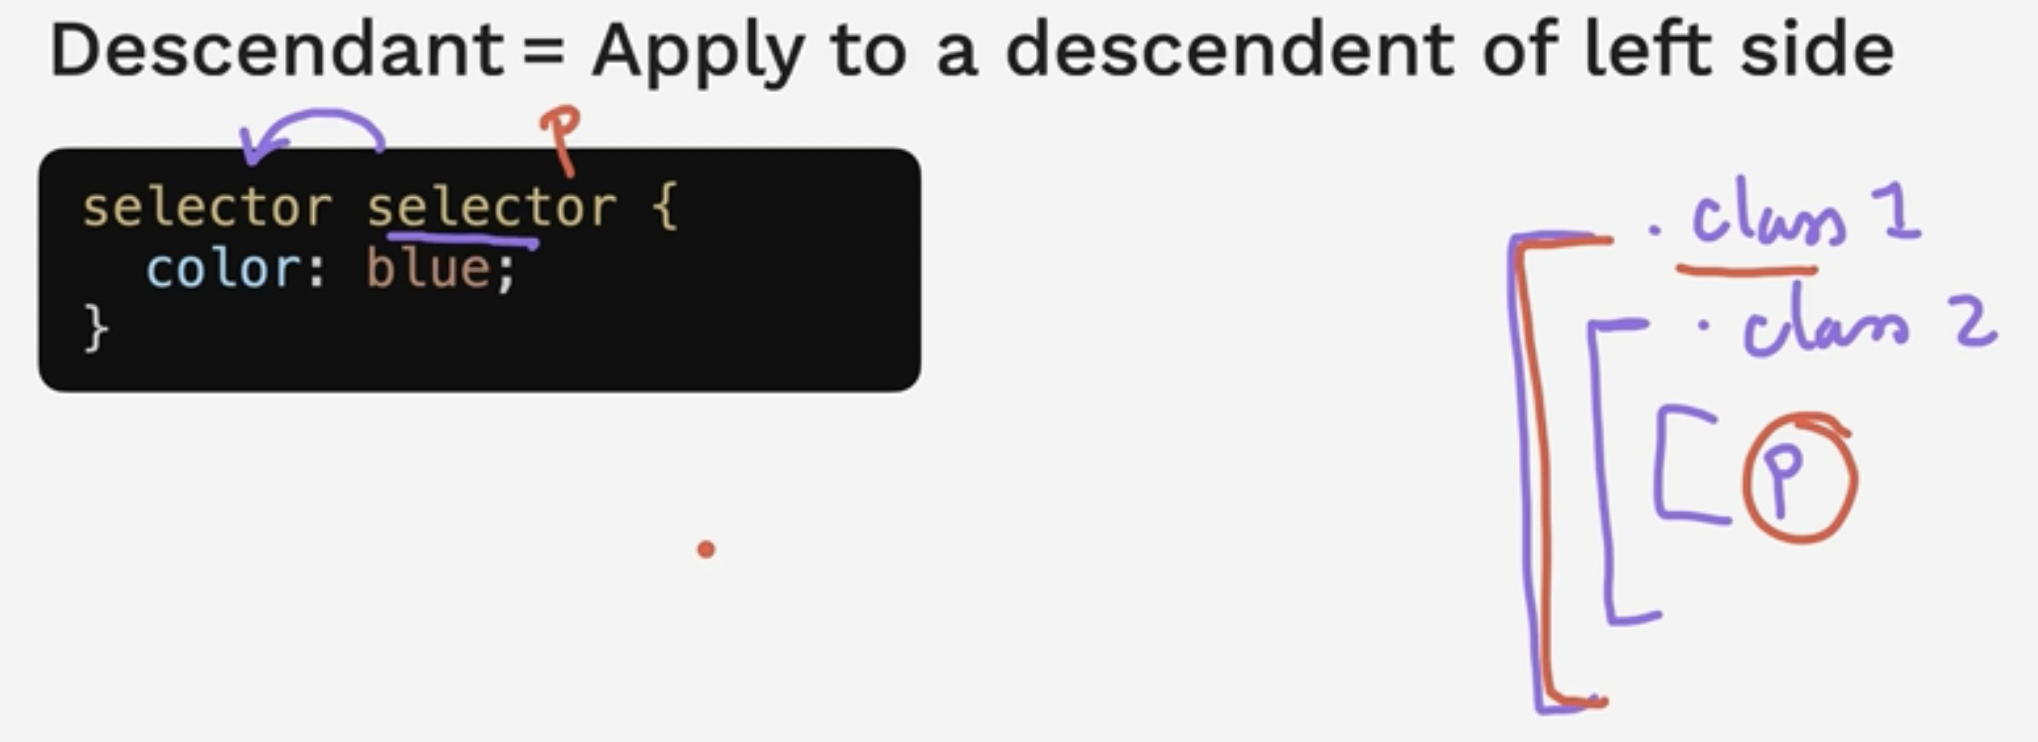 Descendant = Apply to a descendent of left side
P
selector selector {
color: blue;
}
. class 1
. class 2
P